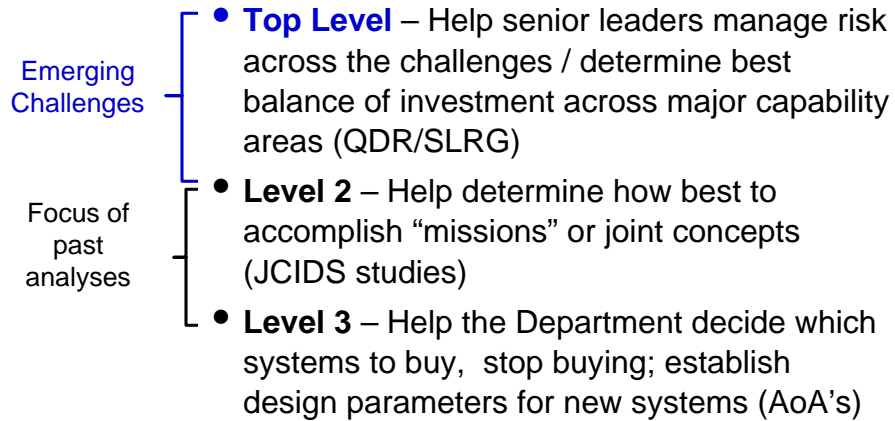 Emerging
Challenges
• Top Level – Help senior leaders manage risk
across the challenges / determine best
balance of investment across major capability
areas (QDR/SLRG)
Focus of
past
analyses
• Level 2 – Help determine how best to
accomplish “missions” or joint concepts
(JCIDS studies)
• Level 3 – Help the Department decide which
systems to buy, stop buying; establish
design parameters for new systems (AoA's)